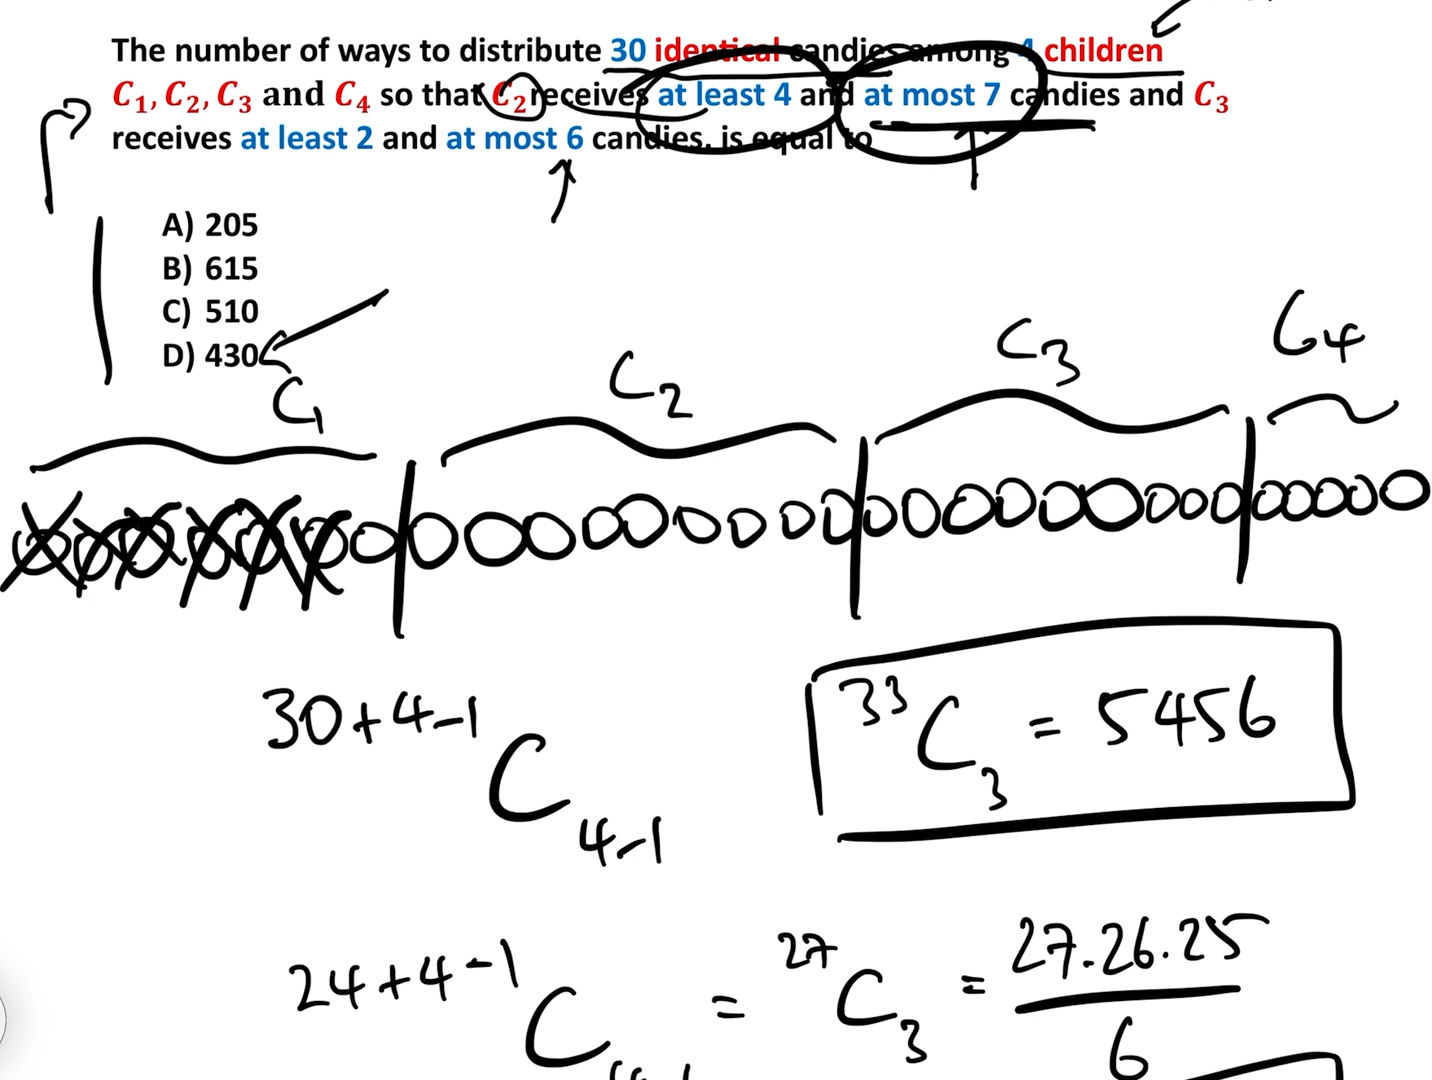 The number of ways to distribute 30 identical candies among 4 children
C₁, C₂, C₃ and C₄ so that C₂ receives at least 4 and at most 7 candies and C₃
receives at least 2 and at most 6 candies, is equal to
A) 205
B) 615
C) 510
D) 430
C₁ C₂ C₃ C₄
30+4-1 C 4-1
³³C₃ = 5456
24+4-1 C = ²⁷C₃ = 27.26.25 / 6